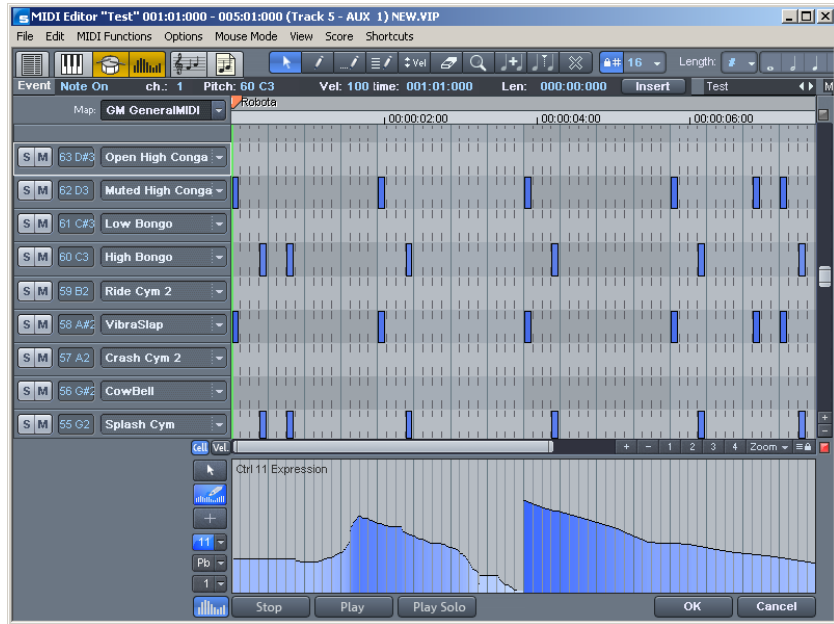 MIDI Editor "Test" 001:01:000 - 005:01:000 (Track 5 - AUX 1) NEW.VIP
File Edit MIDI Functions Options Mouse Mode View Score Shortcuts
Vel 16 Length: #
Event Note On ch.: 1 Pitch: 60 C3 Vel: 100 time: 001:01:000 Len: 000:00:000 Insert Test M
Map: GM GeneralMIDI
Robota
00:00:02:00 00:00:04:00 00:00:06:00
S M 63 D#3 Open High Conga
S M 62 D3 Muted High Conga
S M 61 C#3 Low Bongo
S M 60 C3 High Bongo
S M 59 B2 Ride Cym 2
S M 58 A#2 VibraSlap
S M 57 A2 Crash Cym 2
S M 56 G#2 CowBell
S M 55 G2 Splash Cym
Cell Vel. + - 1 2 3 4 Zoom
Ctrl 11 Expression
11
Pb
1
Stop Play Play Solo OK Cancel